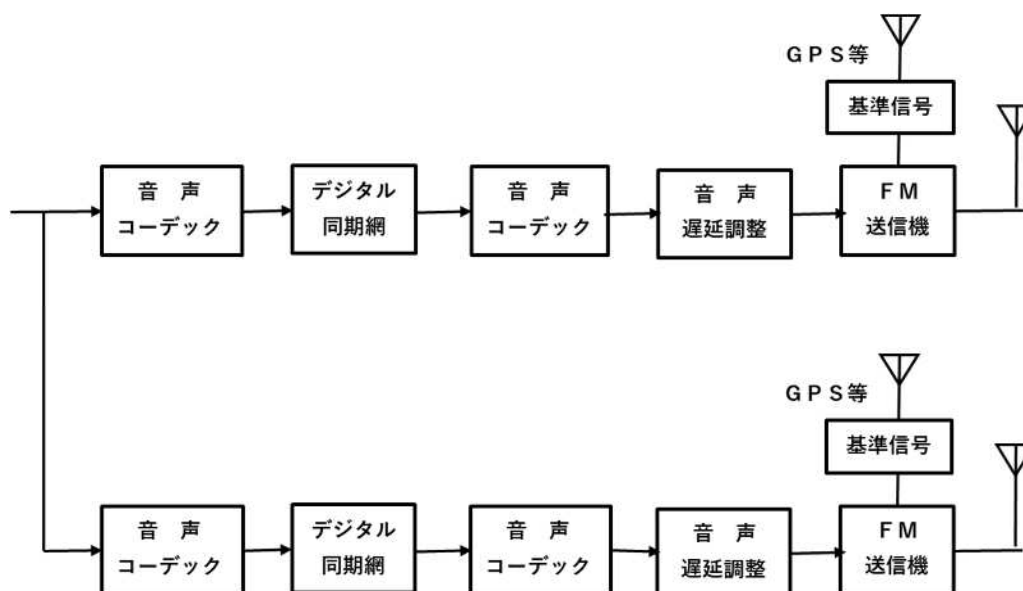 GPS等
基準信号
音 声
コーデック
デジタル
同期網
音 声
コーデック
音 声
遅延調整
FM
送信機
GPS等
基準信号
音 声
コーデック
デジタル
同期網
音 声
コーデック
音 声
遅延調整
FM
送信機